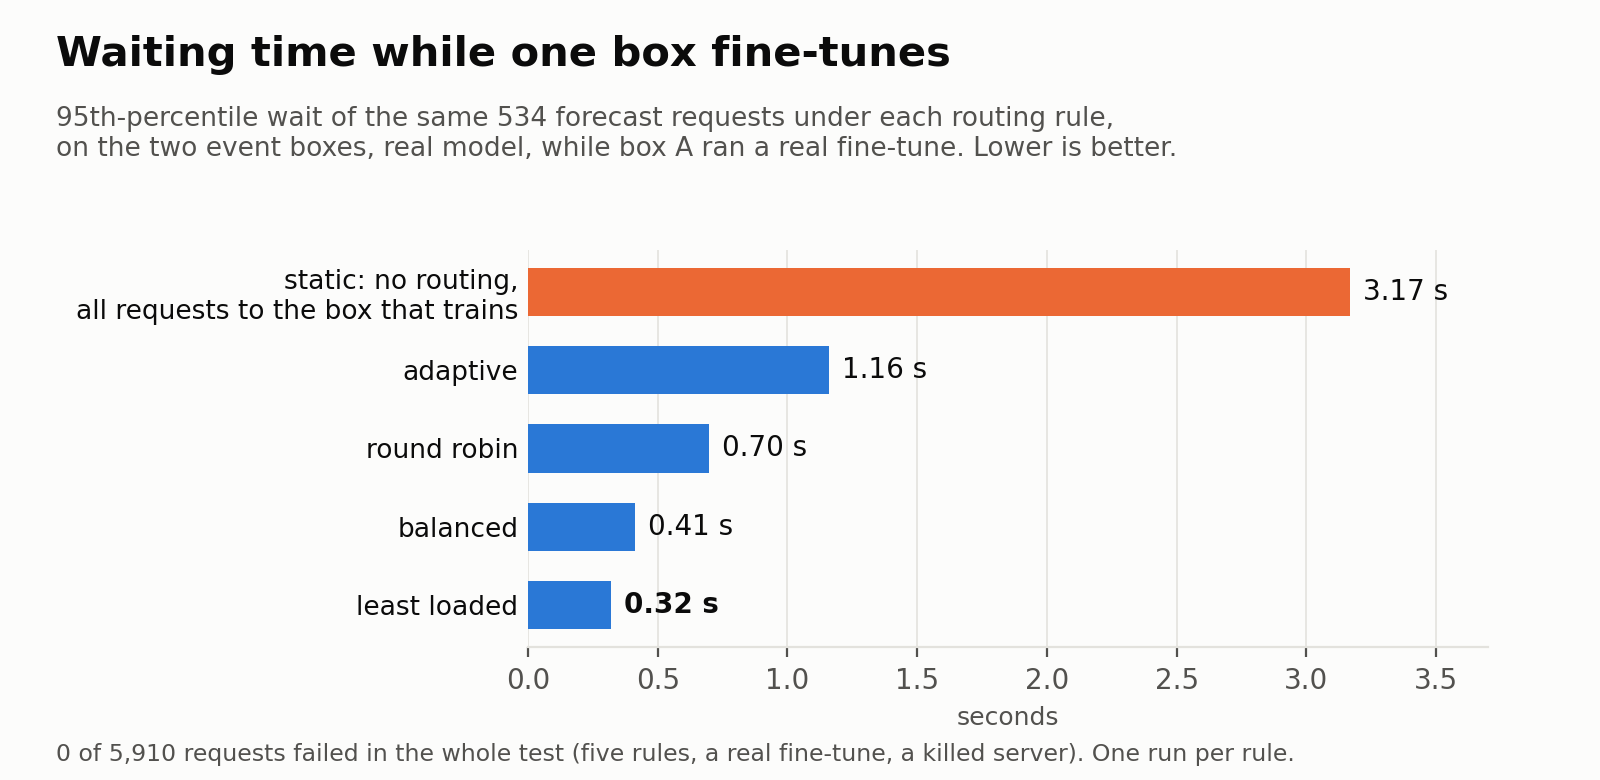 Waiting time while one box fine-tunes
95th-percentile wait of the same 534 forecast requests under each routing rule,
on the two event boxes, real model, while box A ran a real fine-tune. Lower is better.
static: no routing,
all requests to the box that trains
3.17 s
adaptive
1.16 s
round robin
0.70 s
balanced
0.41 s
least loaded
0.32 s
0.0 0.5 1.0 1.5 2.0 2.5 3.0 3.5
seconds
0 of 5,910 requests failed in the whole test (five rules, a real fine-tune, a killed server). One run per rule.